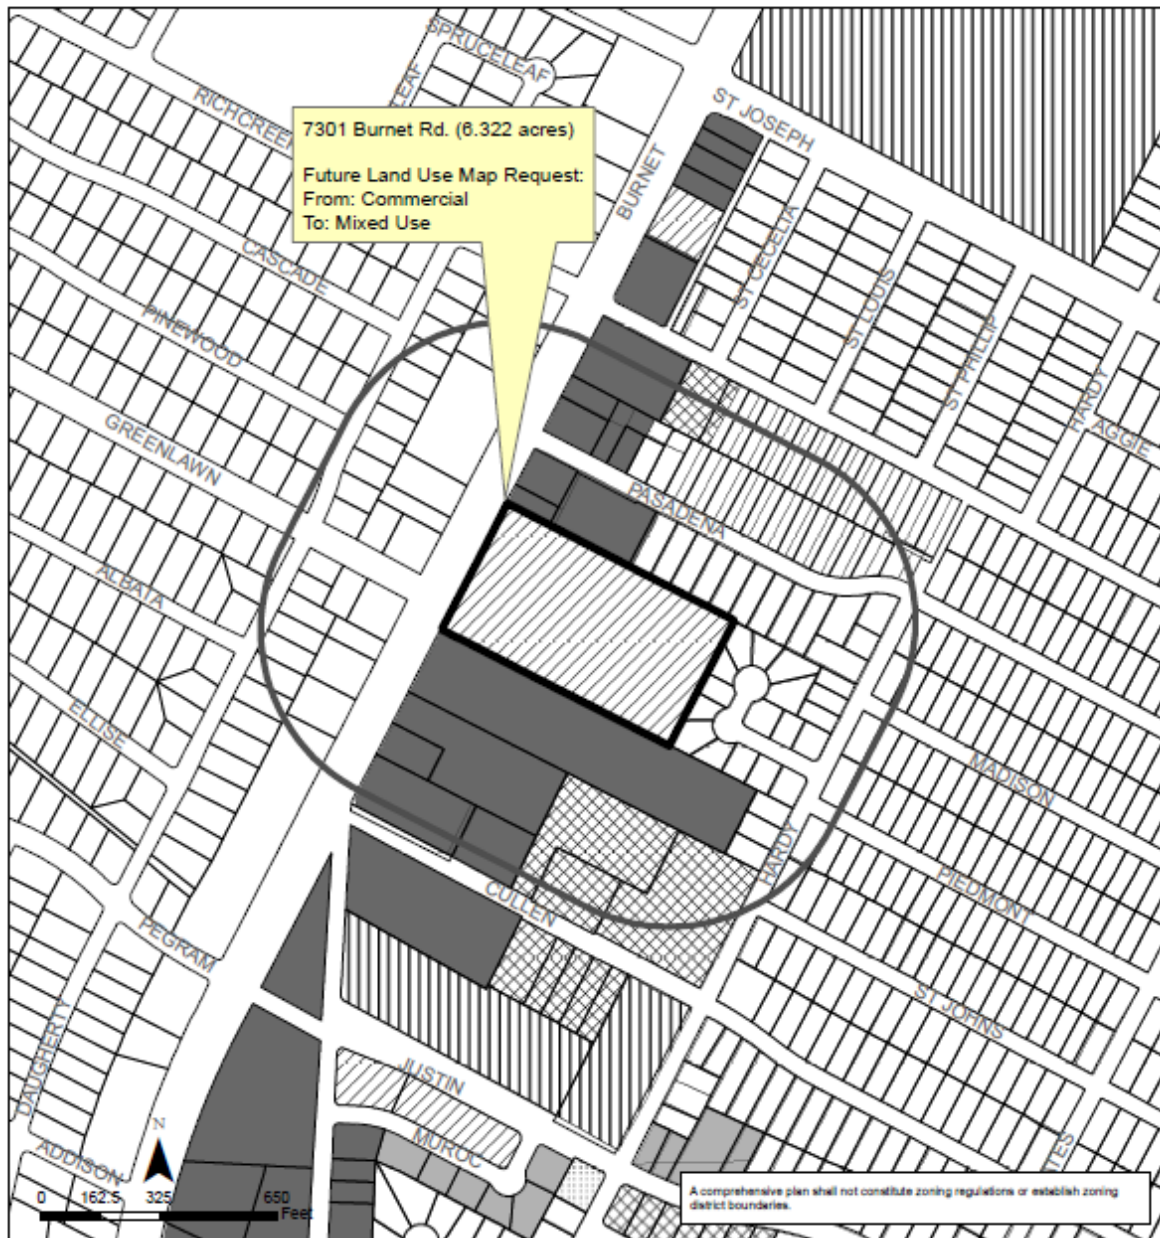 SPRUCELEAF
LEAF
RICHCREEK
ST JOSEPH
7301 Burnet Rd. (6.322 acres)
Future Land Use Map Request:
From: Commercial
To: Mixed Use
BURNET
CASCADE
ST CECELIA
PINEWOOD
ST LOUIS
ST PHILLIP
HARDY
AGGIE
GREENLAWN
PASADENA
ALBATA
ELLISE
MADISON
HARDY
PIEDMONT
CULLEN
PEGRAM
ST JOHNS
DAUGHERTY
JUSTIN
MUROC
ADDISON
N
0 162.5 325 650
Feet
A comprehensive plan shall not constitute zoning regulations or establish zoning
district boundaries.